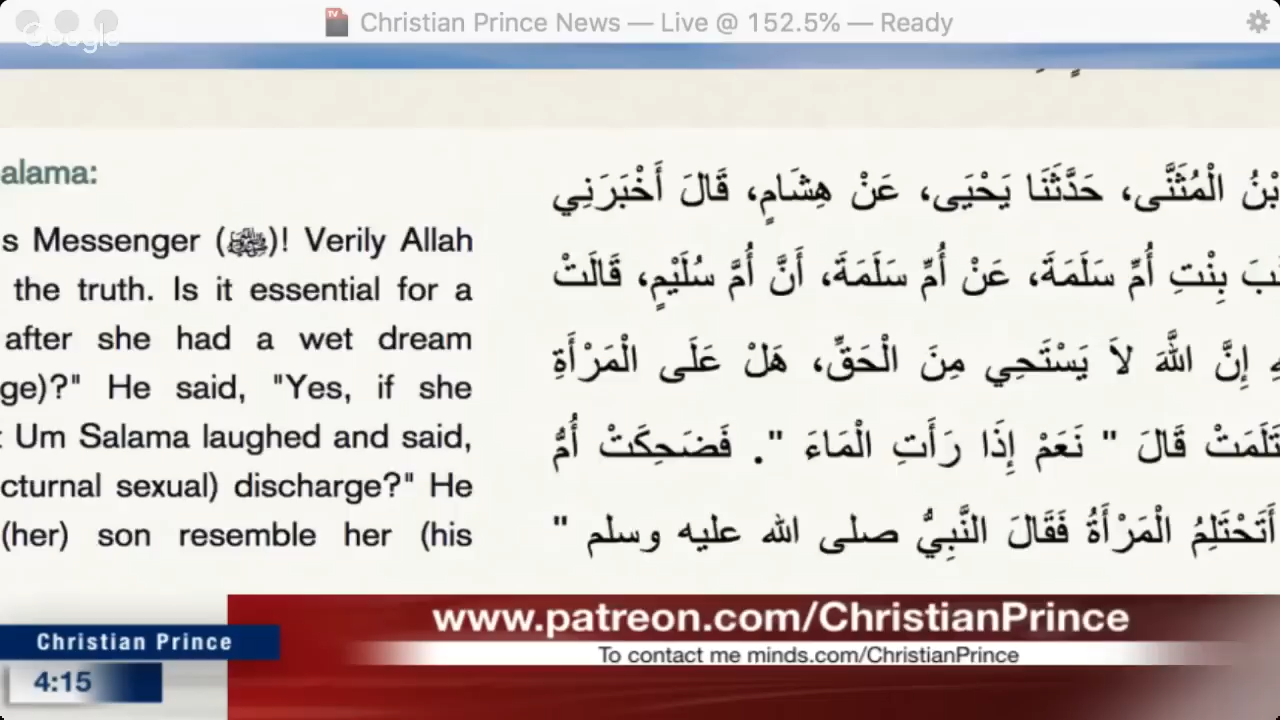 Christian Prince News — Live @ 152.5% — Ready
Google
alama:
s Messenger (ﷺ)! Verily Allah
the truth. Is it essential for a
after she had a wet dream
ge)?" He said, "Yes, if she
: Um Salama laughed and said,
cturnal sexual) discharge?" He
(her) son resemble her (his
بْنُ الْمُثَنَّى، حَدَّثَنَا يَحْيَى، عَنْ هِشَامٍ، قَالَ أَخْبَرَنِي
بِنْتِ أُمِّ سَلَمَةَ، عَنْ أُمِّ سَلَمَةَ، أَنَّ أُمَّ سُلَيْمٍ، قَالَتْ
إِنَّ اللَّهَ لاَ يَسْتَحِي مِنَ الْحَقِّ، هَلْ عَلَى الْمَرْأَةِ
تَلَمَتْ قَالَ " نَعَمْ إِذَا رَأَتِ الْمَاءَ ". فَضَحِكَتْ أُمُّ
أَتَحْتَلِمُ الْمَرْأَةُ فَقَالَ النَّبِيُّ صلى الله عليه وسلم "
www.patreon.com/ChristianPrince
To contact me minds.com/ChristianPrince
Christian Prince
4:15